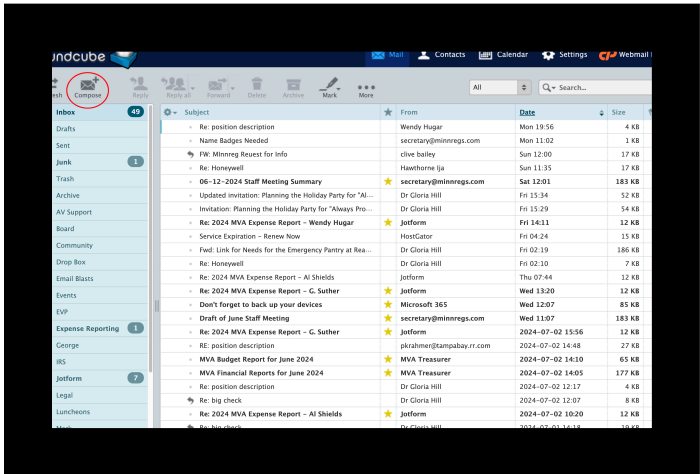 undcube Mail Contacts Calendar Settings Webmail
esh Compose Reply Reply all Forward Delete Archive Mark More All Search...
Inbox 49
Drafts
Sent
Junk 1
Trash
Archive
AV Support
Board
Community
Drop Box
Email Blasts
Events
EVP
Expense Reporting 1
George
IRS
Jotform 7
Legal
Luncheons
Subject From Date Size
Re: position description Wendy Hugar Mon 19:56 4 KB
Name Badges Needed secretary@minnregs.com Mon 11:02 1 KB
FW: MInnreg Reuest for Info clive bailey Sun 12:00 17 KB
Re: Honeywell Hawthorne Ija Sun 11:35 17 KB
06-12-2024 Staff Meeting Summary secretary@minnregs.com Sat 12:01 183 KB
Updated invitation: Planning the Holiday Party for "Al... Dr Gloria Hill Fri 15:34 52 KB
Invitation: Planning the Holiday Party for "Always Pro... Dr Gloria Hill Fri 15:29 54 KB
Re: 2024 MVA Expense Report - Wendy Hugar Jotform Fri 14:11 12 KB
Service Expiration - Renew Now HostGator Fri 04:24 15 KB
Fwd: Link for Needs for the Emergency Pantry at Rea... Dr Gloria Hill Fri 02:19 186 KB
Re: Honeywell Dr Gloria Hill Fri 02:10 7 KB
Re: 2024 MVA Expense Report - Al Shields Jotform Thu 07:44 12 KB
Re: 2024 MVA Expense Report - G. Suther Jotform Wed 13:20 12 KB
Don't forget to back up your devices Microsoft 365 Wed 12:07 85 KB
Draft of June Staff Meeting secretary@minnregs.com Wed 11:07 183 KB
Re: 2024 MVA Expense Report - G. Suther Jotform 2024-07-02 15:56 12 KB
RE: position description pkrahmer@tampabay.rr.com 2024-07-02 14:48 27 KB
MVA Budget Report for June 2024 MVA Treasurer 2024-07-02 14:10 65 KB
MVA Financial Reports for June 2024 MVA Treasurer 2024-07-02 14:05 177 KB
Re: position description Dr Gloria Hill 2024-07-02 12:17 4 KB
Re: big check Dr Gloria Hill 2024-07-02 12:07 8 KB
Re: 2024 MVA Expense Report - Al Shields Jotform 2024-07-02 10:20 12 KB
Re: big check Dr Gloria Hill 2024-07-01 14:18 19 KB